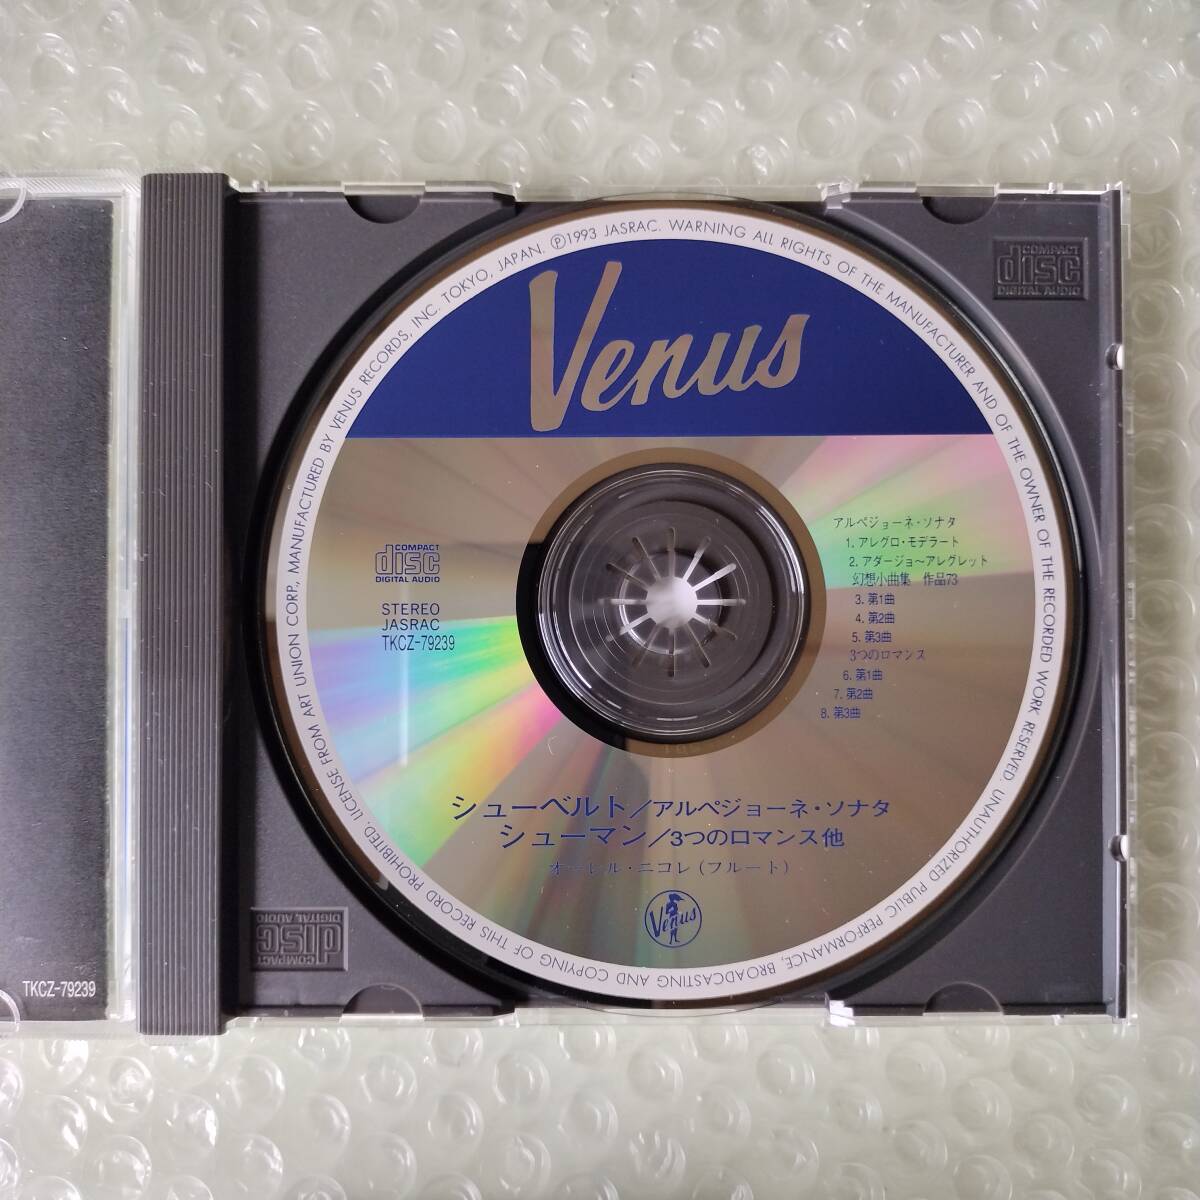 MANUFACTURED BY VENUS RECORDS, INC. TOKYO, JAPAN. Ⓟ1993 JASRAC. WARNING ALL RIGHTS OF THE MANUFACTURER AND OF THE OWNER OF THE RECORDED WORK RESERVED. UNAUTHORIZED PUBLIC PERFORMANCE, BROADCASTING AND COPYING OF THIS RECORD PROHIBITED. LICENSE FROM ART UNION CORP.,
Venus
COMPACT
disc
DIGITAL AUDIO
COMPACT
disc
DIGITAL AUDIO
STEREO
JASRAC
TKCZ-79239
アルペジョーネ・ソナタ
1. アレグロ・モデラート
2. アダージョ〜アレグレット
幻想小曲集 作品73
3. 第1曲
4. 第2曲
5. 第3曲
3つのロマンス
6. 第1曲
7. 第2曲
8. 第3曲
シューベルト/アルペジョーネ・ソナタ
シューマン/3つのロマンス他
オーレル・ニコレ(フルート)
Venus
COMPACT
disc
DIGITAL AUDIO
TKCZ-79239